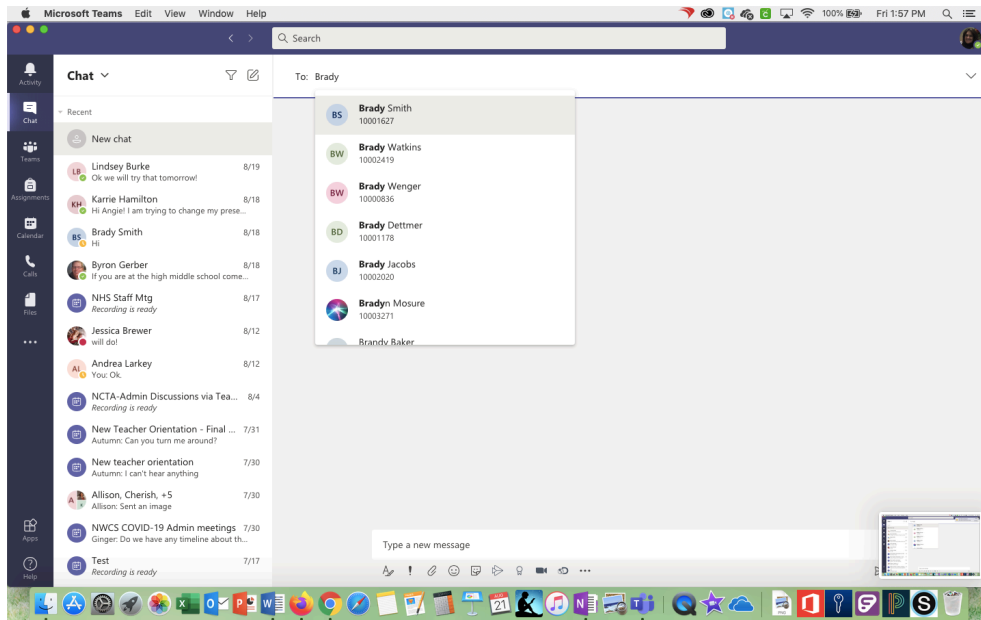 Microsoft Teams Edit View Window Help
100% Fri 1:57 PM
Search
Activity
Chat
Teams
Assignments
Calendar
Calls
Files
Apps
Help
Chat
Recent
New chat
Lindsey Burke 8/19
Ok we will try that tomorrow!
Karrie Hamilton 8/18
Hi Angie! I am trying to change my prese...
Brady Smith 8/18
Hi
Byron Gerber 8/18
If you are at the high middle school come...
NHS Staff Mtg 8/17
Recording is ready
Jessica Brewer 8/12
will do!
Andrea Larkey 8/12
You: Ok.
NCTA-Admin Discussions via Tea... 8/4
Recording is ready
New Teacher Orientation - Final ... 7/31
Autumn: Can you turn me around?
New teacher orientation 7/30
Autumn: I can't hear anything
Allison, Cherish, +5 7/30
Allison: Sent an image
NWCS COVID-19 Admin meetings 7/30
Ginger: Do we have any timeline about th...
Test 7/17
Recording is ready
To: Brady
BS Brady Smith
10001627
BW Brady Watkins
10002419
BW Brady Wenger
10000836
BD Brady Dettmer
10001178
BJ Brady Jacobs
10002020
Bradyn Mosure
10003271
Brandy Baker
Type a new message